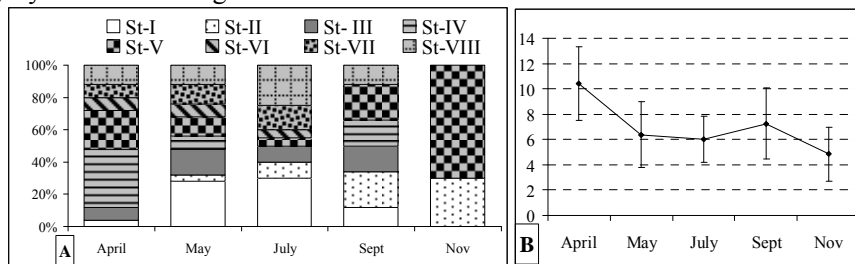 St-I St-II St- III St-IV
St-V St-VI St-VII St-VIII
100%
80%
60%
40%
20%
0%
A
April May July Sept Nov
14
12
10
8
6
4
2
0
B
April May July Sept Nov